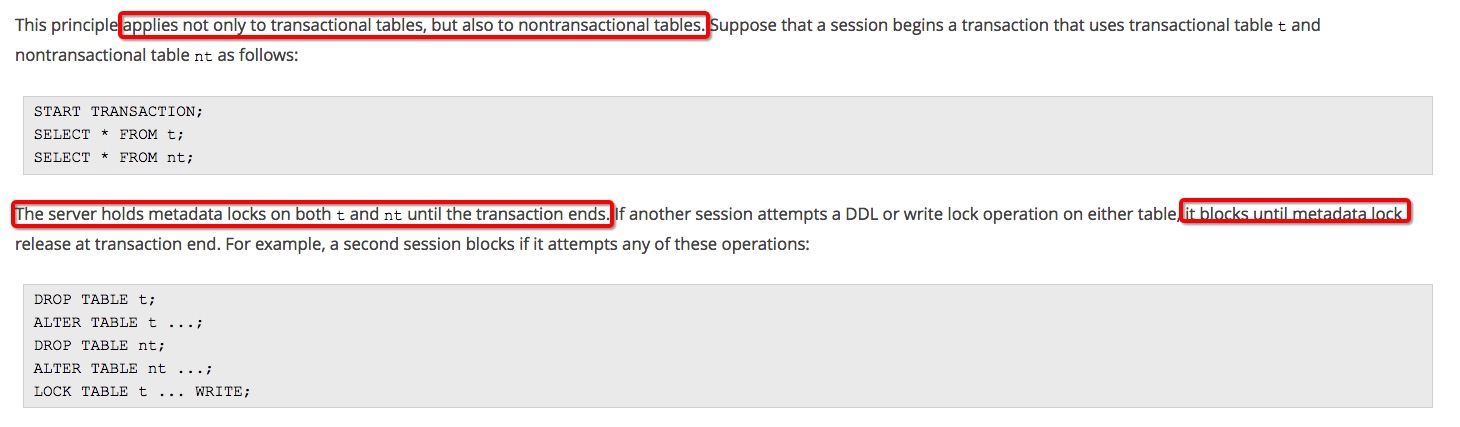 This principle applies not only to transactional tables, but also to nontransactional tables. Suppose that a session begins a transaction that uses transactional table t and
nontransactional table nt as follows:
START TRANSACTION;
SELECT * FROM t;
SELECT * FROM nt;
The server holds metadata locks on both t and nt until the transaction ends. If another session attempts a DDL or write lock operation on either table, it blocks until metadata lock
release at transaction end. For example, a second session blocks if it attempts any of these operations:
DROP TABLE t;
ALTER TABLE t ...;
DROP TABLE nt;
ALTER TABLE nt ...;
LOCK TABLE t ... WRITE;